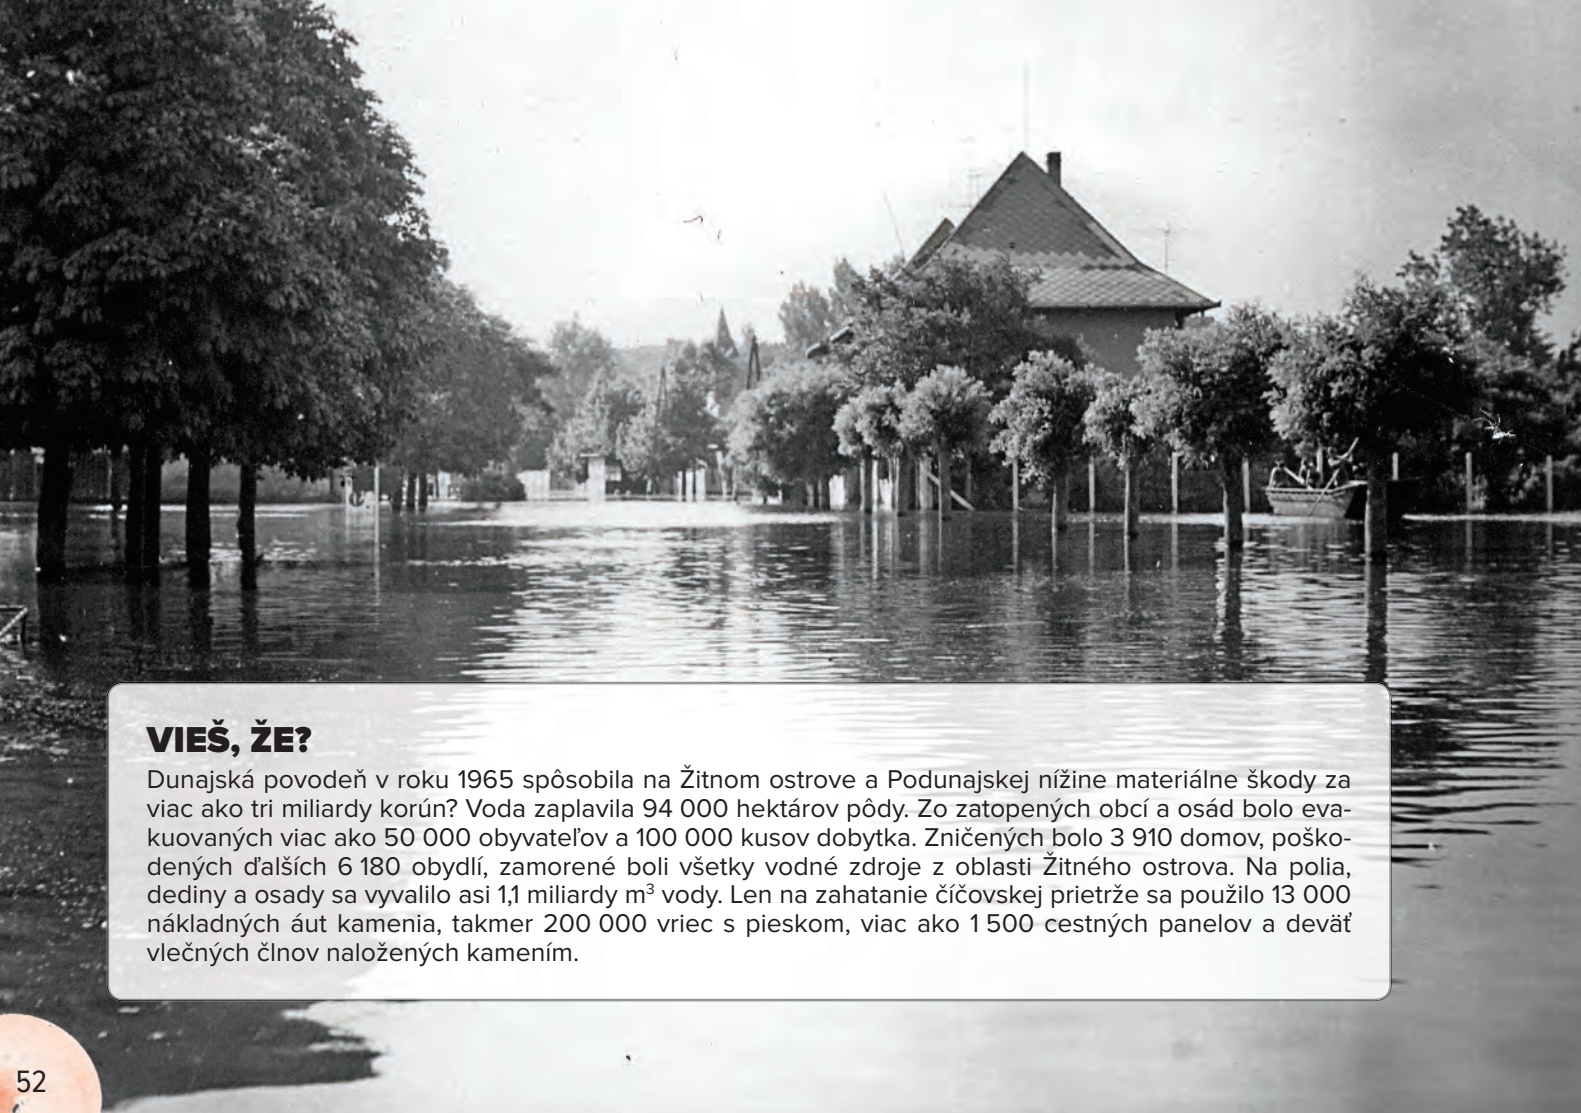 VIEŠ, ŽE?
Dunajská povodeň v roku 1965 spôsobila na Žitnom ostrove a Podunajskej nížine materiálne škody za
viac ako tri miliardy korún? Voda zaplavila 94 000 hektárov pôdy. Zo zatopených obcí a osád bolo eva-
kuovaných viac ako 50 000 obyvateľov a 100 000 kusov dobytka. Zničených bolo 3 910 domov, poško-
dených ďalších 6 180 obydlí, zamorené boli všetky vodné zdroje z oblasti Žitného ostrova. Na polia,
dediny a osady sa vyvalilo asi 1,1 miliardy m³ vody. Len na zahatanie číčovskej prietrže sa použilo 13 000
nákladných áut kamenia, takmer 200 000 vriec s pieskom, viac ako 1 500 cestných panelov a deväť
vlečných člnov naložených kamením.
52